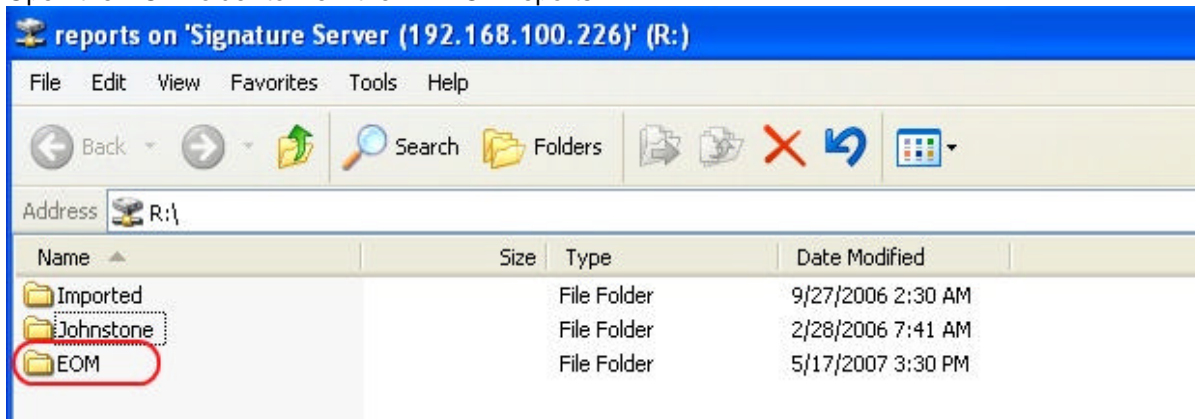 reports on 'Signature Server (192.168.100.226)' (R:)
File Edit View Favorites Tools Help
Back Search Folders
Address R:\
Name Size Type Date Modified
Imported File Folder 9/27/2006 2:30 AM
Johnstone File Folder 2/28/2006 7:41 AM
EOM File Folder 5/17/2007 3:30 PM